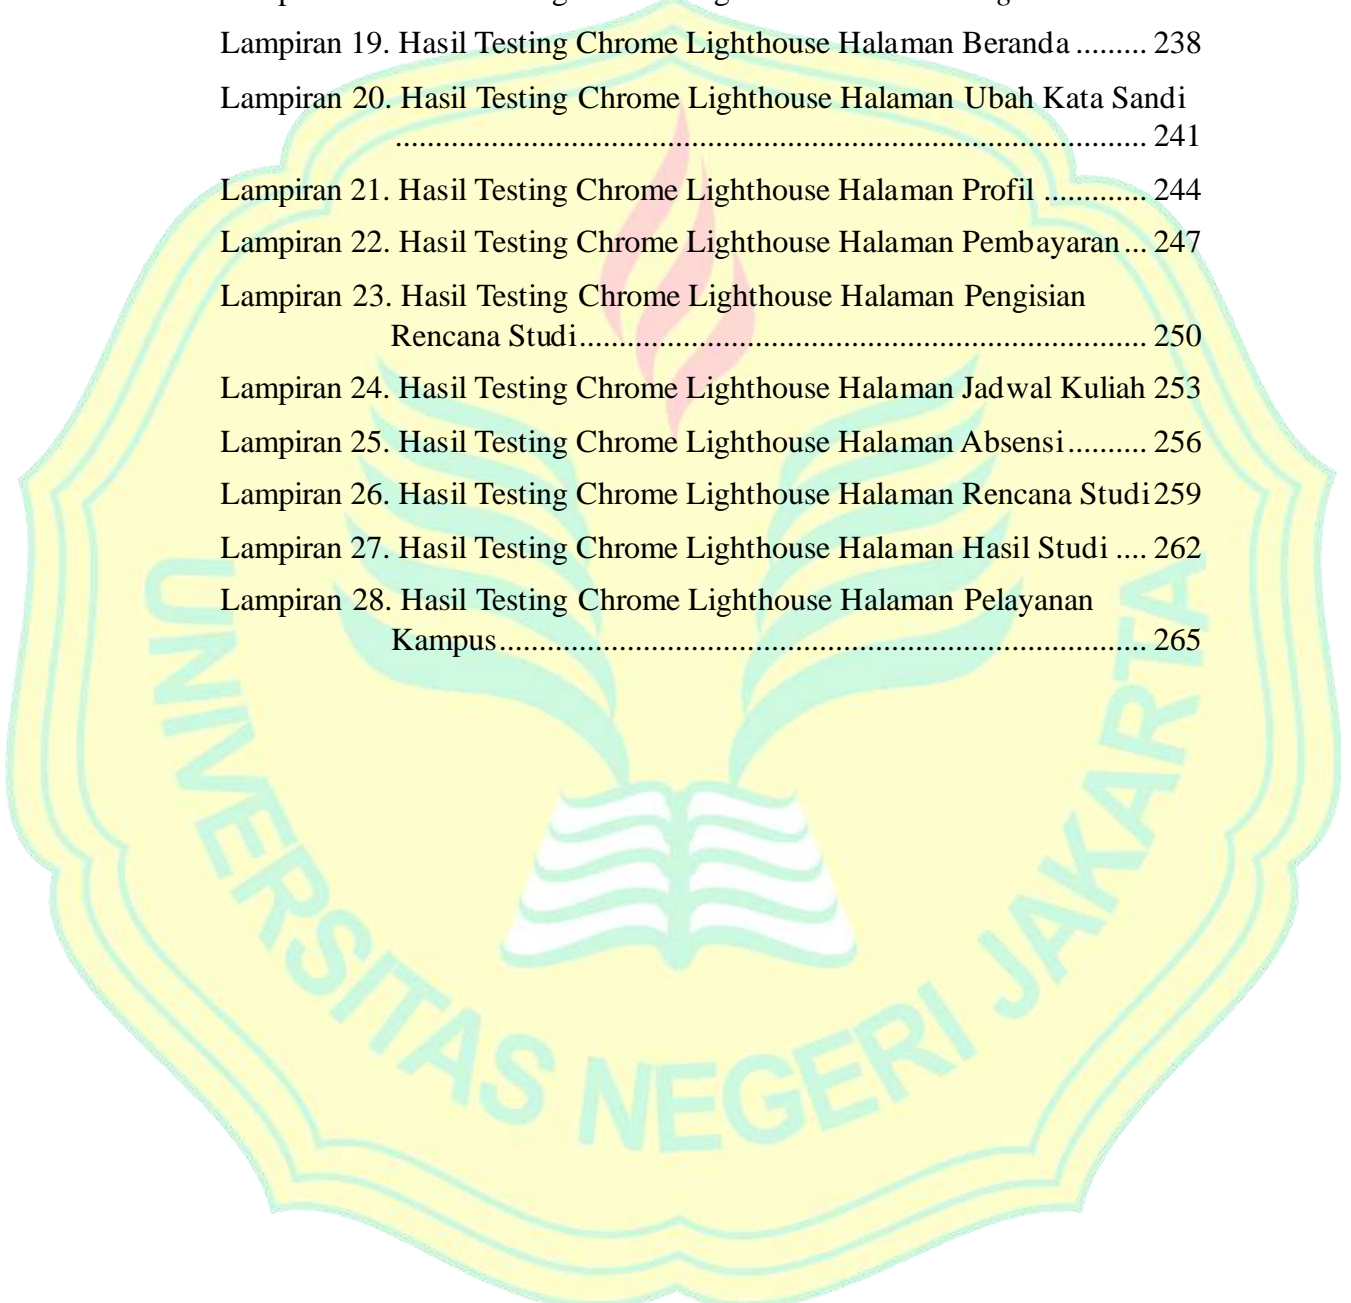 Lampiran 19. Hasil Testing Chrome Lighthouse Halaman Beranda ......... 238
Lampiran 20. Hasil Testing Chrome Lighthouse Halaman Ubah Kata Sandi
.............................................................................................. 241
Lampiran 21. Hasil Testing Chrome Lighthouse Halaman Profil ............. 244
Lampiran 22. Hasil Testing Chrome Lighthouse Halaman Pembayaran ... 247
Lampiran 23. Hasil Testing Chrome Lighthouse Halaman Pengisian
Rencana Studi....................................................................... 250
Lampiran 24. Hasil Testing Chrome Lighthouse Halaman Jadwal Kuliah 253
Lampiran 25. Hasil Testing Chrome Lighthouse Halaman Absensi.......... 256
Lampiran 26. Hasil Testing Chrome Lighthouse Halaman Rencana Studi 259
Lampiran 27. Hasil Testing Chrome Lighthouse Halaman Hasil Studi .... 262
Lampiran 28. Hasil Testing Chrome Lighthouse Halaman Pelayanan
Kampus................................................................................. 265
UNIVERSITAS NEGERI JAKARTA